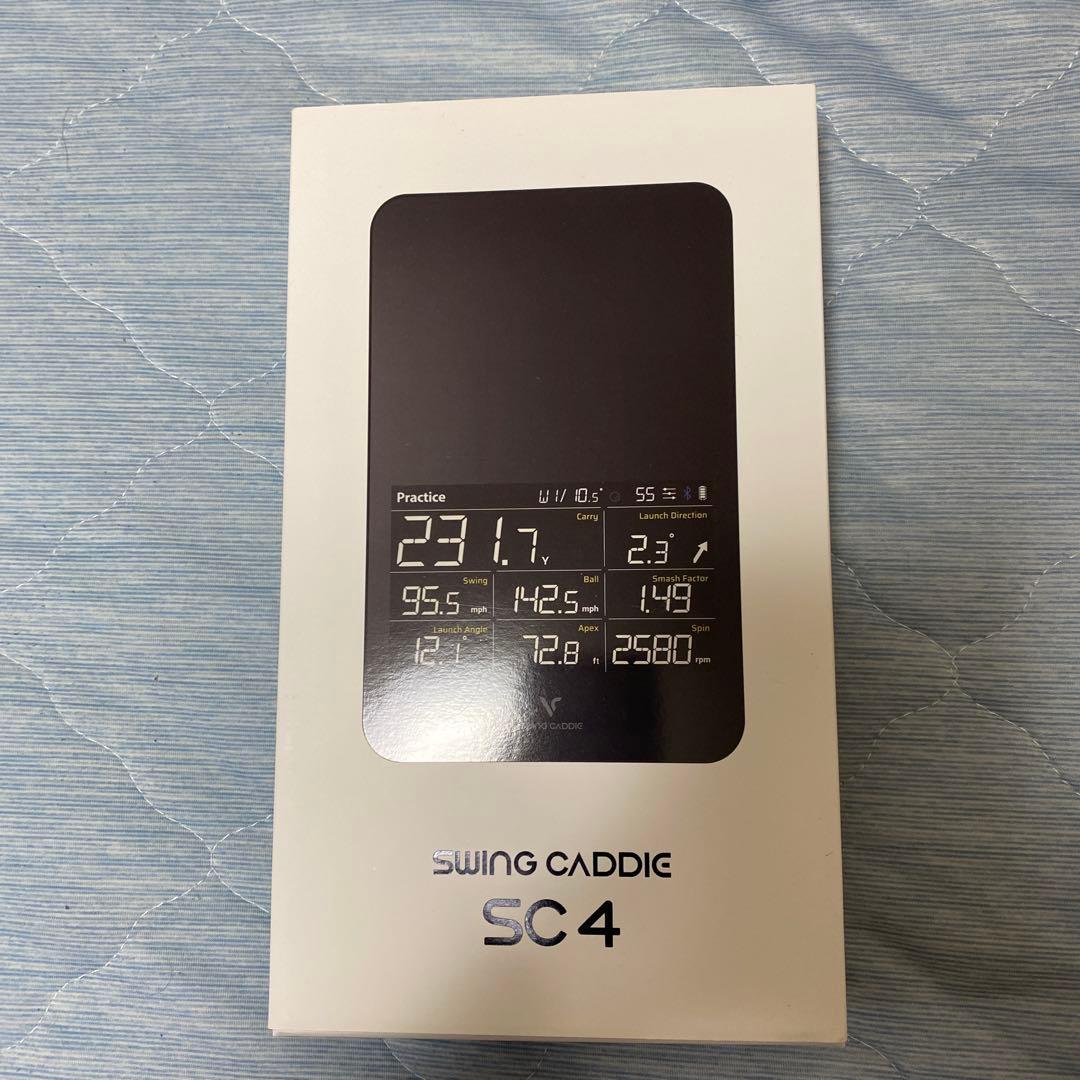 Practice W1/10.5° 55
Carry Launch Direction
231.7Y 2.3°
Swing Ball Smash Factor
95.5 mph 142.5 mph 1.49
Launch Angle Apex Spin
12.1° 72.8 ft 2580 rpm
SWING CADDIE
SWING CADDIE
SC4